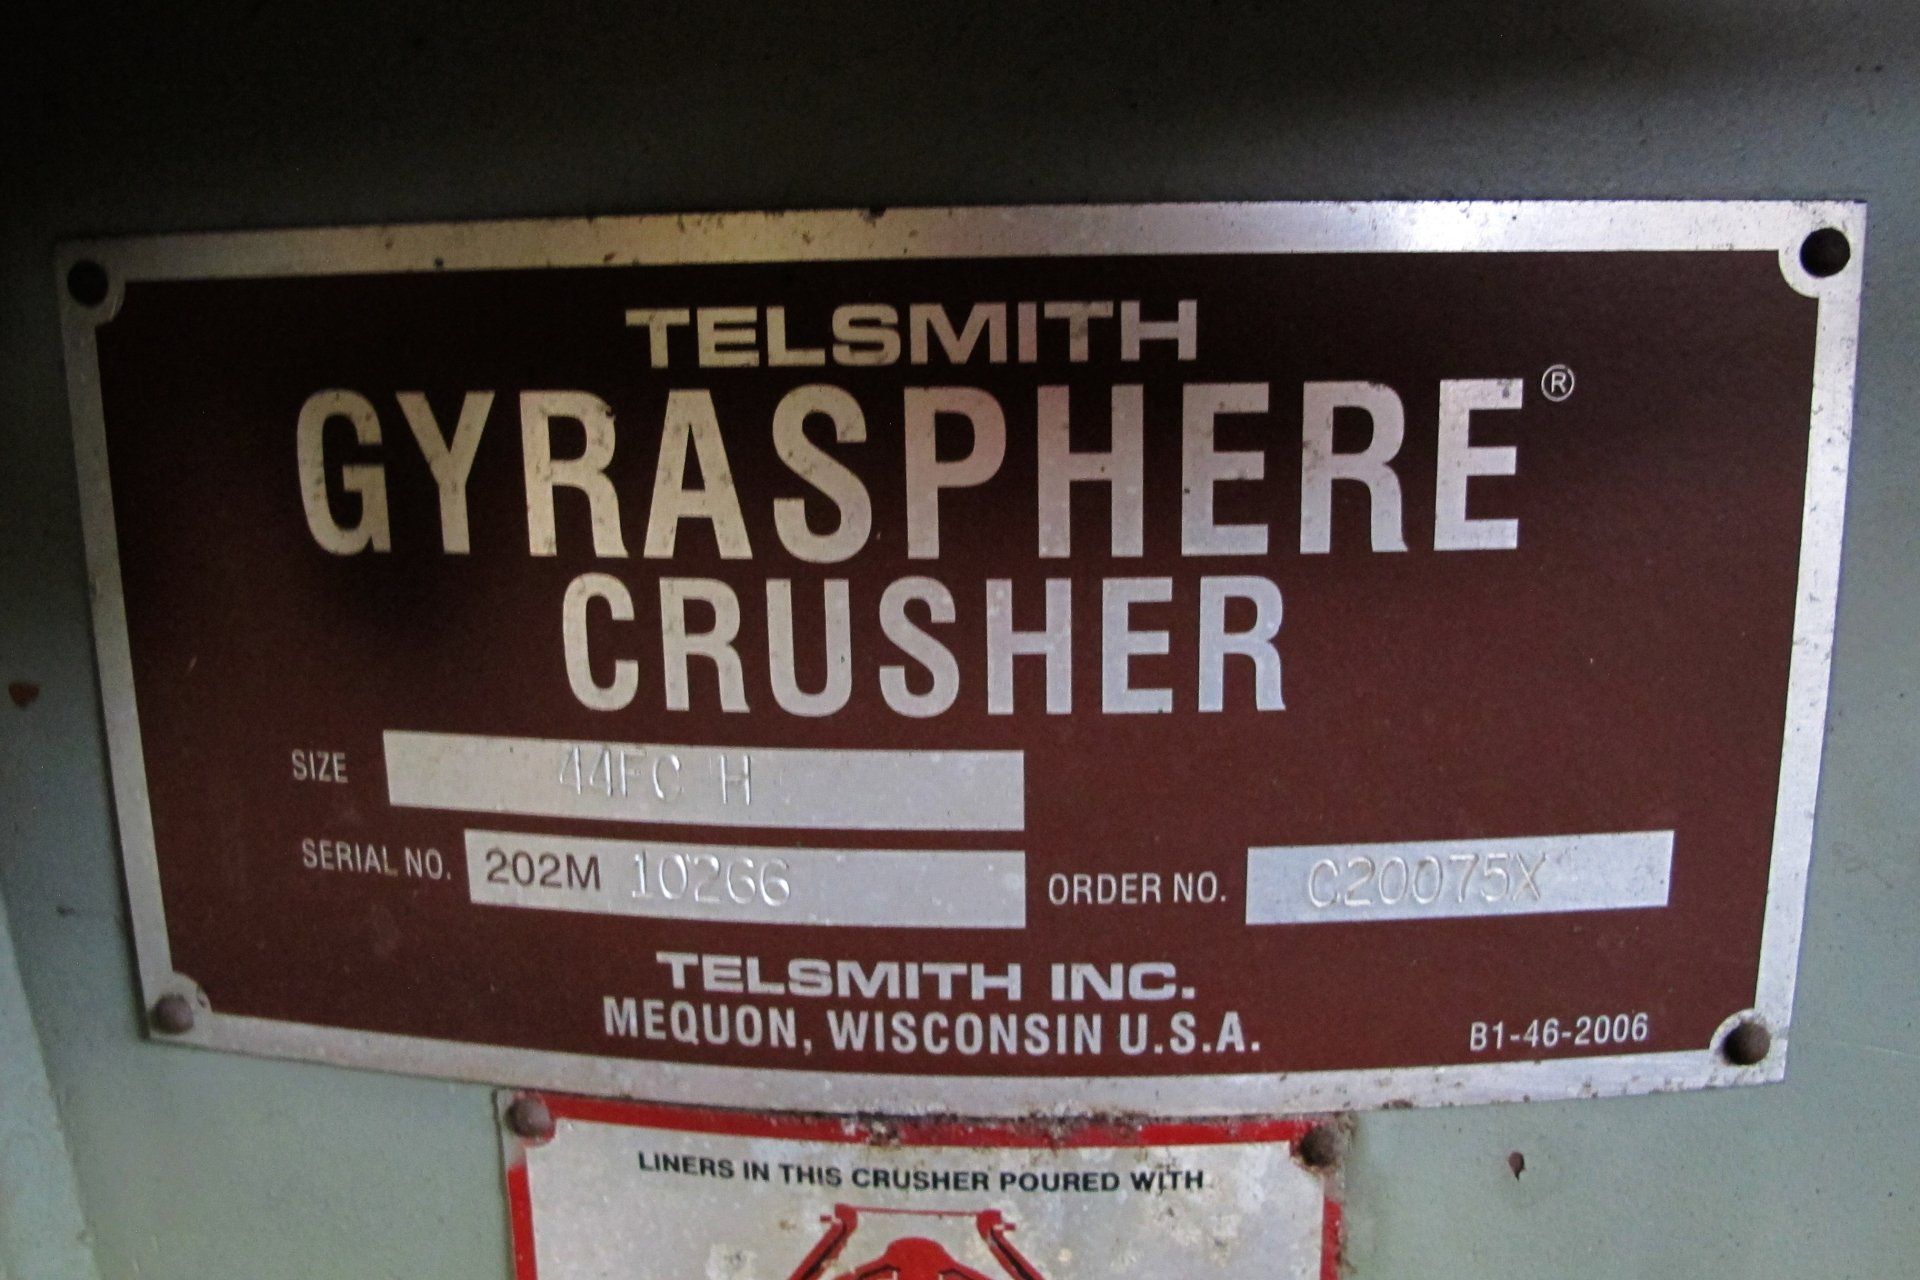 TELSMITH
GYRASPHERE®
CRUSHER
SIZE 44FC H
SERIAL NO. 202M 10266 ORDER NO. C20075X
TELSMITH INC.
MEQUON, WISCONSIN U.S.A.
B1-46-2006
LINERS IN THIS CRUSHER POURED WITH